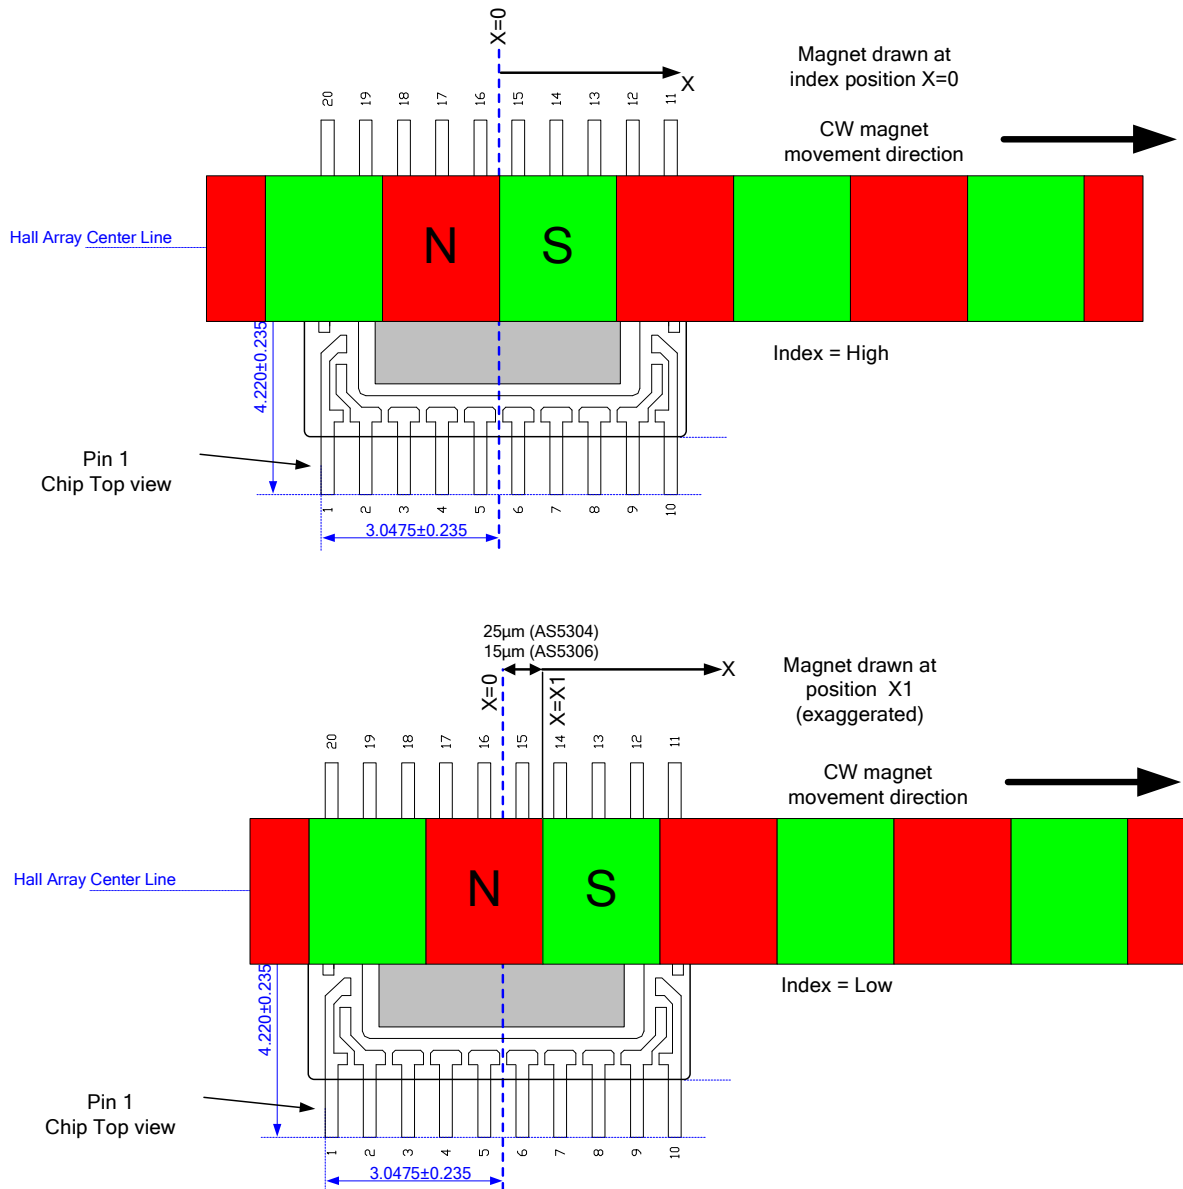 X=0
X
Magnet drawn at
index position X=0
20 19 18 17 16 15 14 13 12 11
CW magnet
movement direction
Hall Array Center Line
N S
4.220±0.235
Index = High
Pin 1
Chip Top view
1 2 3 4 5 6 7 8 9 10
3.0475±0.235
25µm (AS5304)
15µm (AS5306)
X=0
X=X1
X
Magnet drawn at
position X1
(exaggerated)
20 19 18 17 16 15 14 13 12 11
CW magnet
movement direction
Hall Array Center Line
N S
4.220±0.235
Index = Low
Pin 1
Chip Top view
1 2 3 4 5 6 7 8 9 10
3.0475±0.235